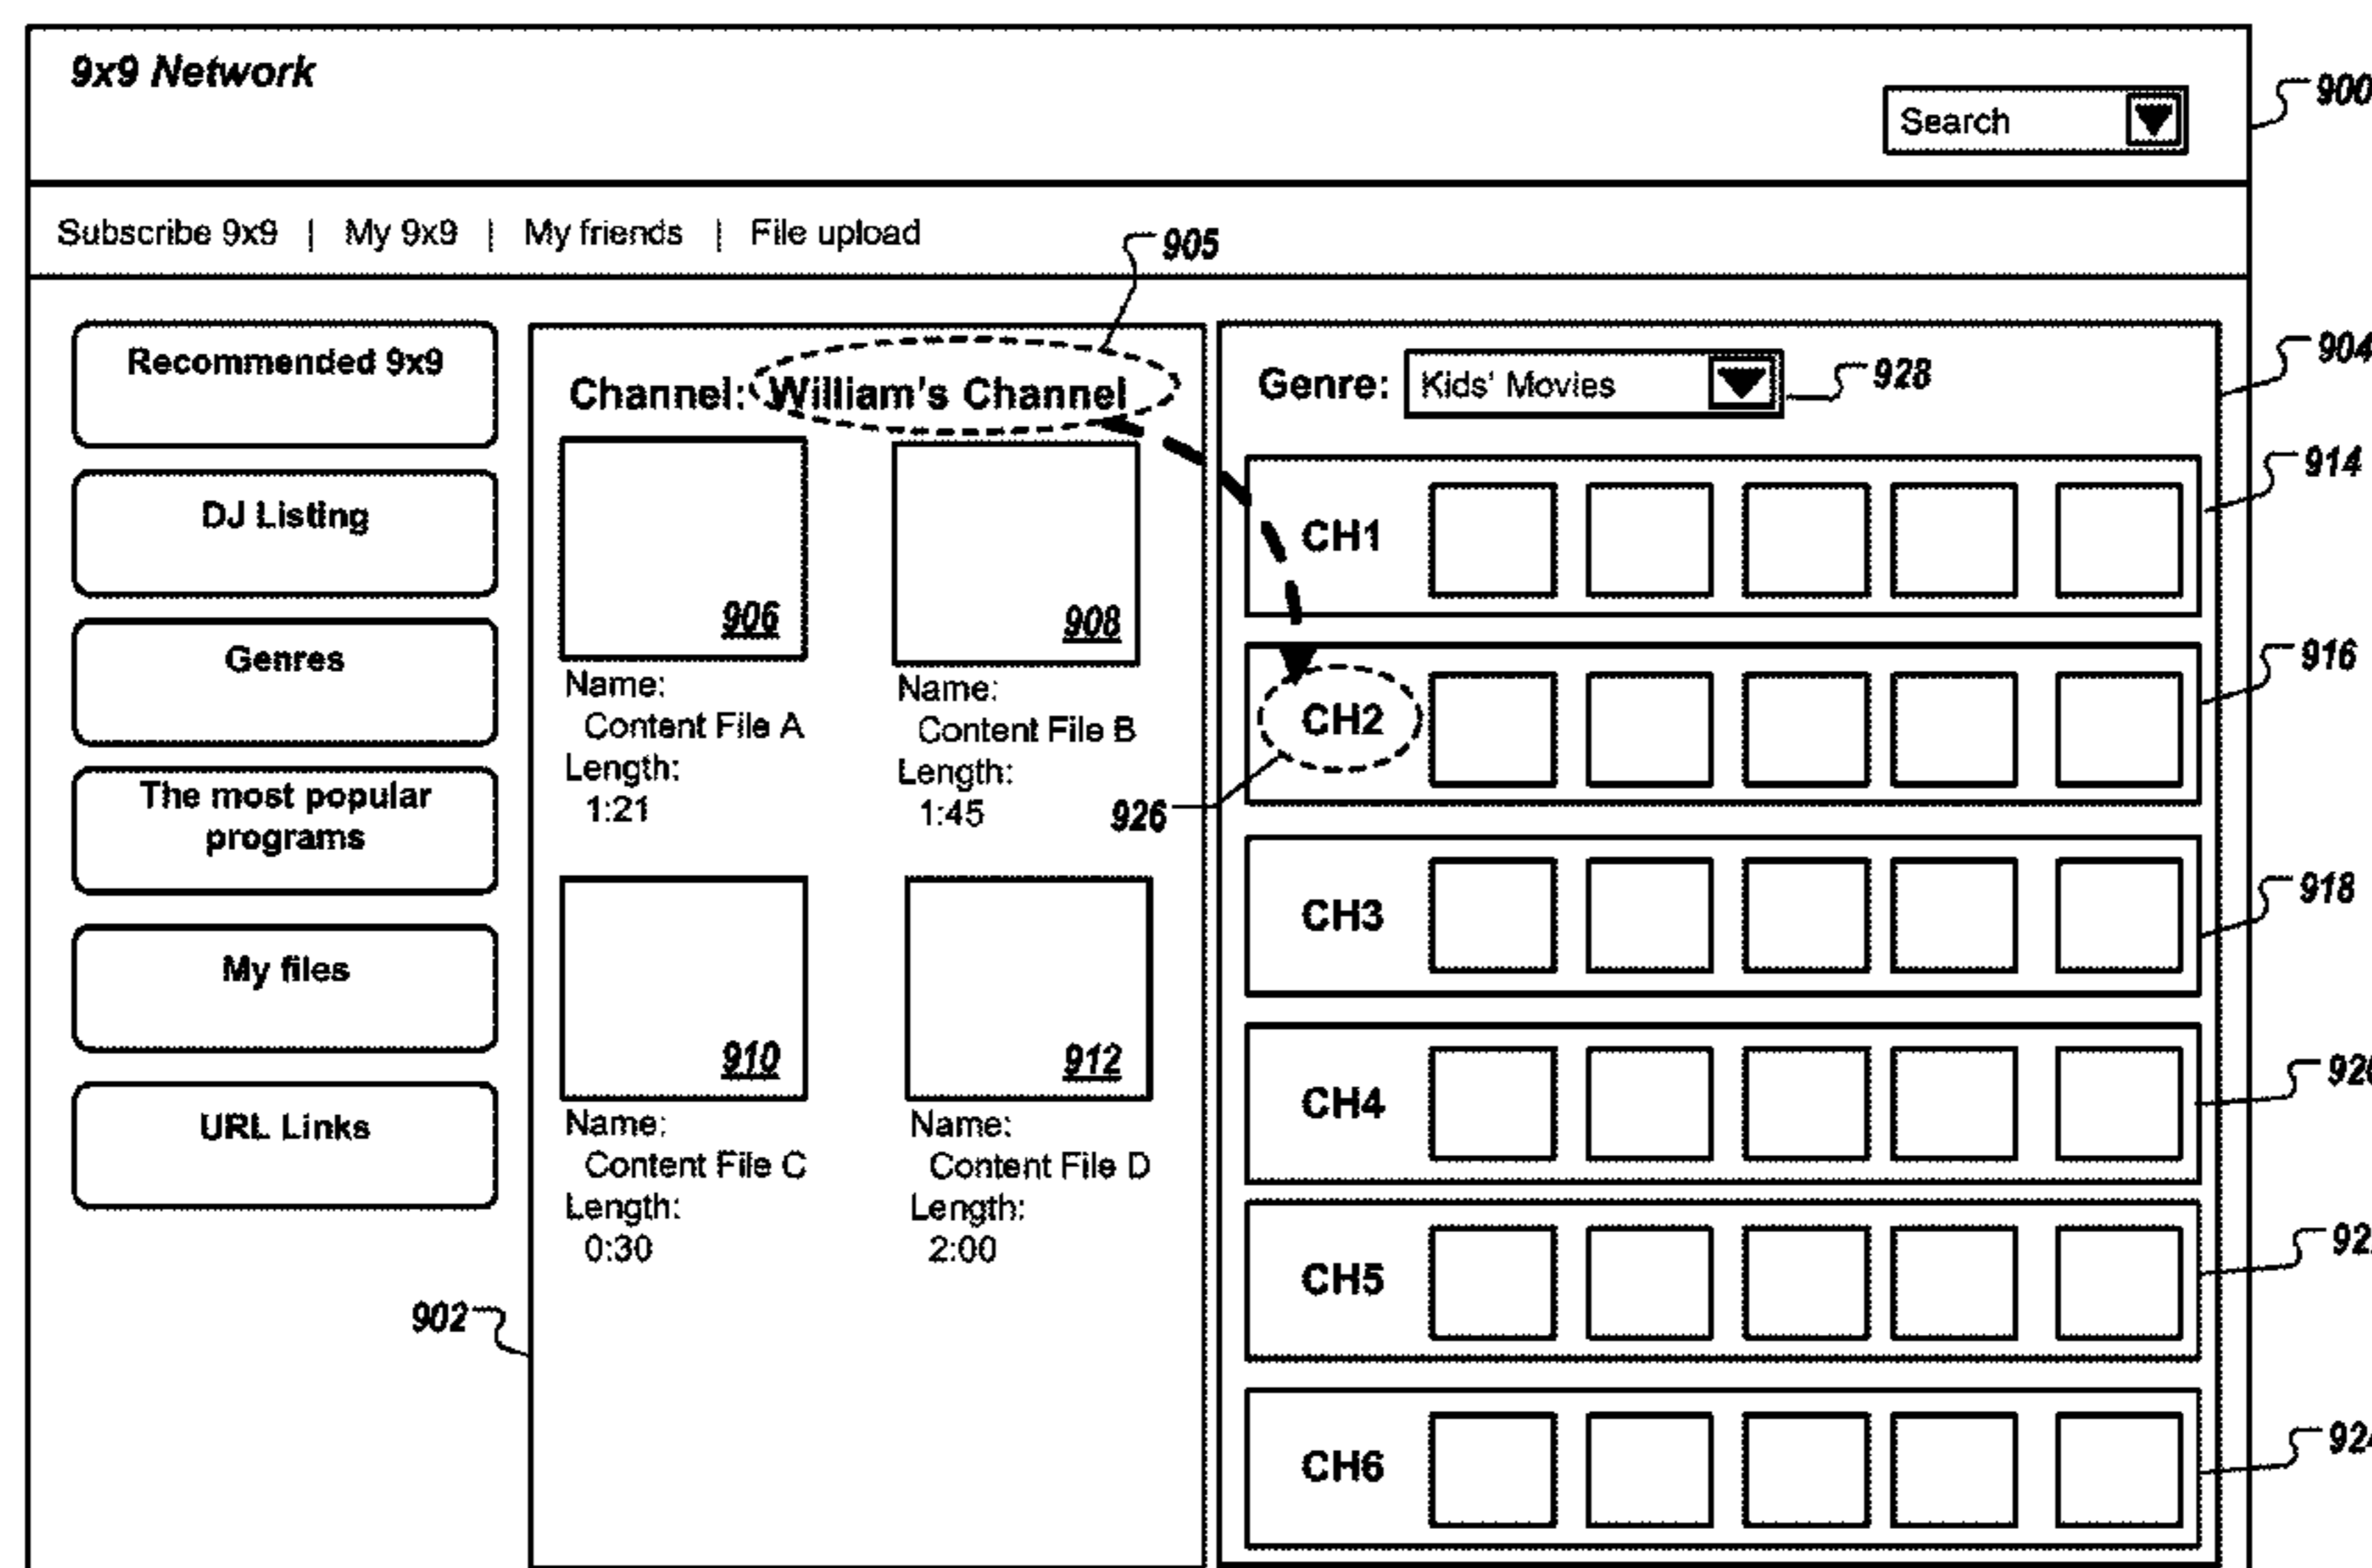 9x9 Network
Search
900
Subscribe 9x9 | My 9x9 | My friends | File upload
905
Recommended 9x9
DJ Listing
Genres
The most popular
programs
My files
URL Links
902
Channel: William's Channel
906
Name:
Content File A
Length:
1:21
908
Name:
Content File B
Length:
1:45
910
Name:
Content File C
Length:
0:30
912
Name:
Content File D
Length:
2:00
Genre: Kids' Movies
928
904
CH1
914
CH2
916
926
CH3
918
CH4
920
CH5
CH6